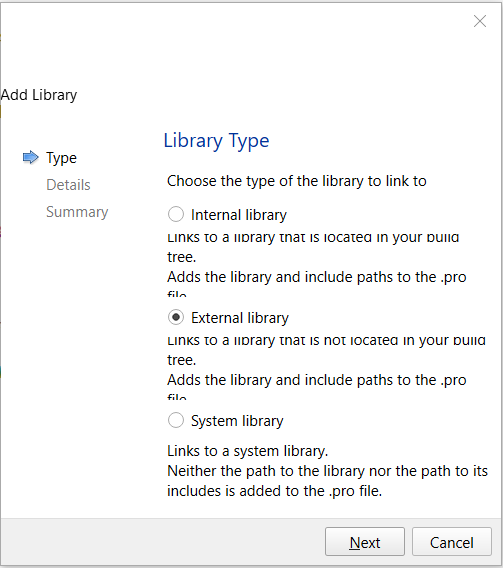 Add Library
Library Type
Type
Choose the type of the library to link to
Details
Summary
Internal library
Links to a library that is located in your build
tree.
Adds the library and include paths to the .pro
file.
External library
Links to a library that is not located in your build
tree.
Adds the library and include paths to the .pro
file.
System library
Links to a system library.
Neither the path to the library nor the path to its
includes is added to the .pro file.
Next
Cancel